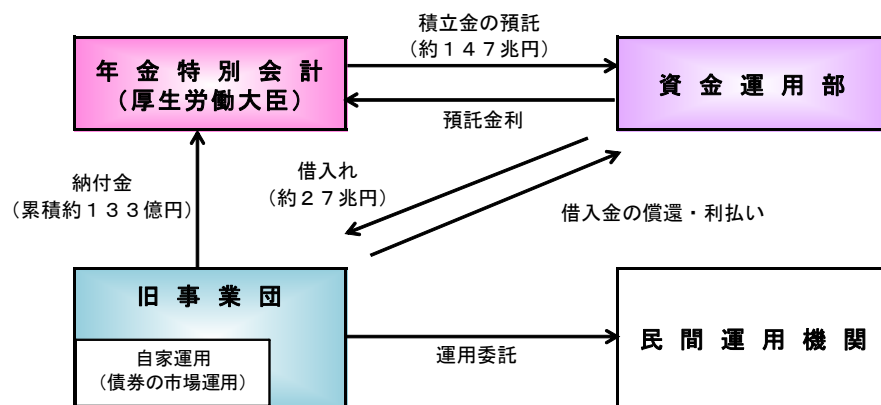 積立金の預託
(約147兆円)
年金特別会計
(厚生労働大臣)
資金運用部
預託金利
借入れ
(約27兆円)
納付金
(累積約133億円)
借入金の償還・利払い
旧事業団
民間運用機関
自家運用
(債券の市場運用)
運用委託